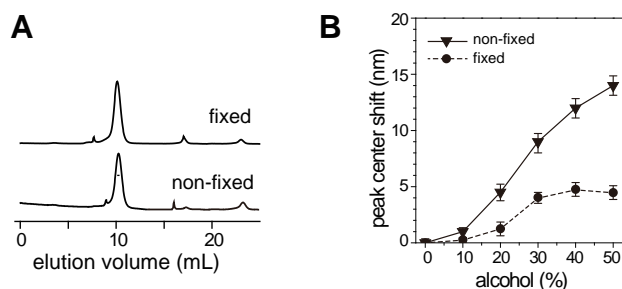 A
fixed
non-fixed
0 10 20
elution volume (mL)
B
20
15
10
5
0
peak center shift (nm)
non-fixed
fixed
0 10 20 30 40 50
alcohol (%)